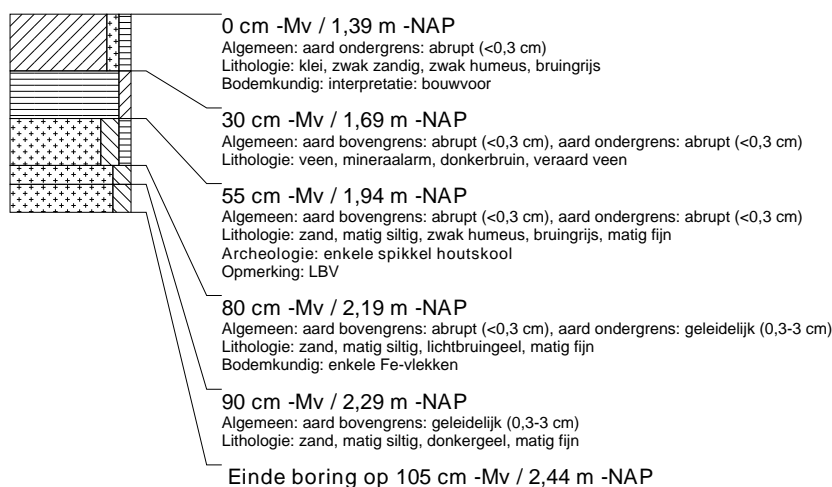 0 cm -Mv / 1,39 m -NAP
Algemeen: aard ondergrens: abrupt (<0,3 cm)
Lithologie: klei, zwak zandig, zwak humeus, bruingrijs
Bodemkundig: interpretatie: bouwvoor
30 cm -Mv / 1,69 m -NAP
Algemeen: aard bovengrens: abrupt (<0,3 cm), aard ondergrens: abrupt (<0,3 cm)
Lithologie: veen, mineraalarm, donkerbruin, veraard veen
55 cm -Mv / 1,94 m -NAP
Algemeen: aard bovengrens: abrupt (<0,3 cm), aard ondergrens: abrupt (<0,3 cm)
Lithologie: zand, matig siltig, zwak humeus, bruingrijs, matig fijn
Archeologie: enkele spikkel houtskool
Opmerking: LBV
80 cm -Mv / 2,19 m -NAP
Algemeen: aard bovengrens: abrupt (<0,3 cm), aard ondergrens: geleidelijk (0,3-3 cm)
Lithologie: zand, matig siltig, lichtbruingeel, matig fijn
Bodemkundig: enkele Fe-vlekken
90 cm -Mv / 2,29 m -NAP
Algemeen: aard bovengrens: geleidelijk (0,3-3 cm)
Lithologie: zand, matig siltig, donkergeel, matig fijn
Einde boring op 105 cm -Mv / 2,44 m -NAP